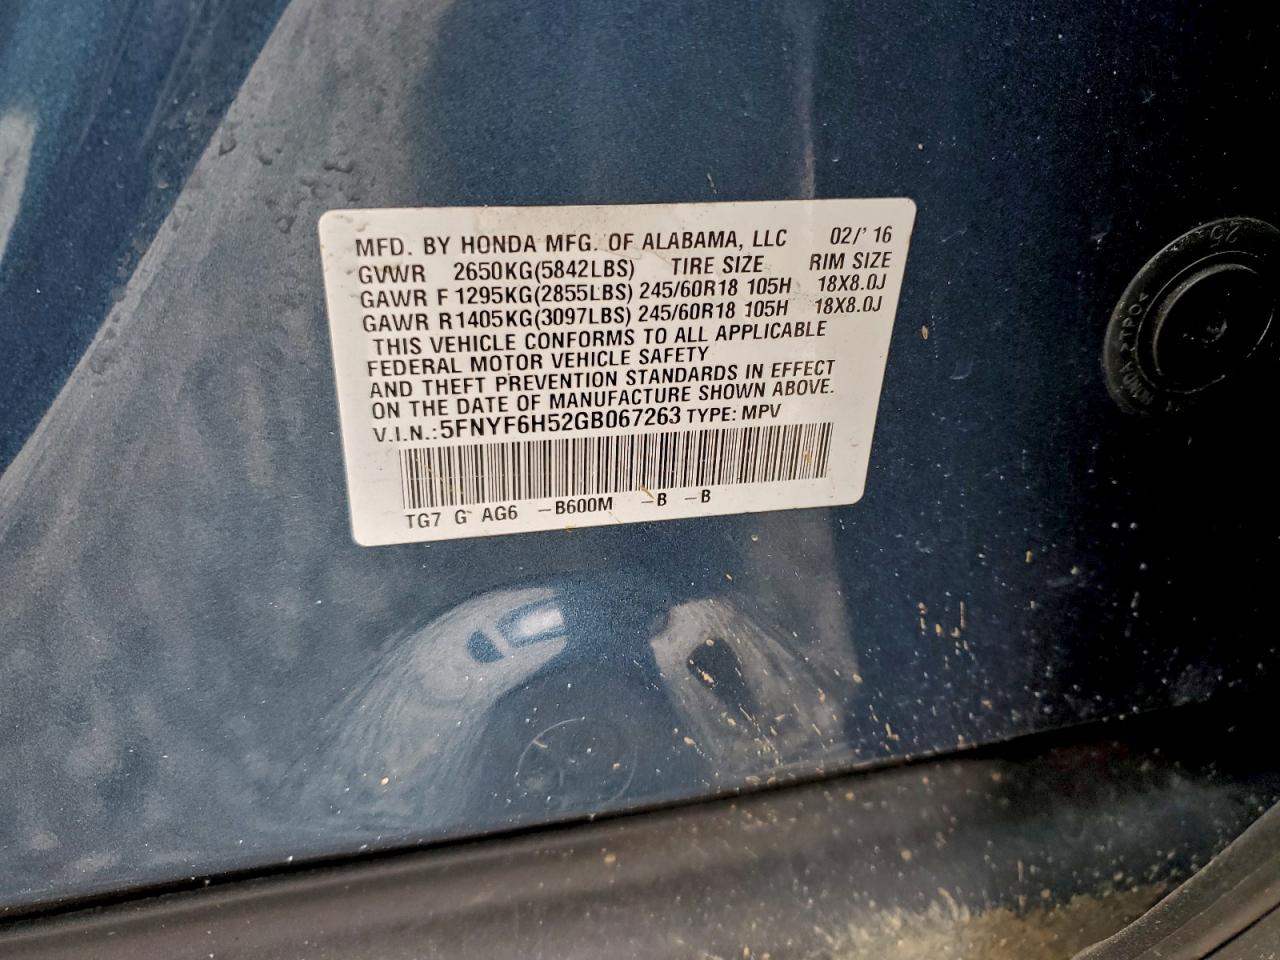 MFD. BY HONDA MFG. OF ALABAMA, LLC 02/'16
GVWR 2650KG(5842LBS) TIRE SIZE RIM SIZE
GAWR F 1295KG(2855LBS) 245/60R18 105H 18X8.0J
GAWR R1405KG(3097LBS) 245/60R18 105H 18X8.0J
THIS VEHICLE CONFORMS TO ALL APPLICABLE
FEDERAL MOTOR VEHICLE SAFETY
AND THEFT PREVENTION STANDARDS IN EFFECT
ON THE DATE OF MANUFACTURE SHOWN ABOVE.
V.I.N.:5FNYF6H52GB067263 TYPE: MPV
TG7 G AG6 -B600M -B -B